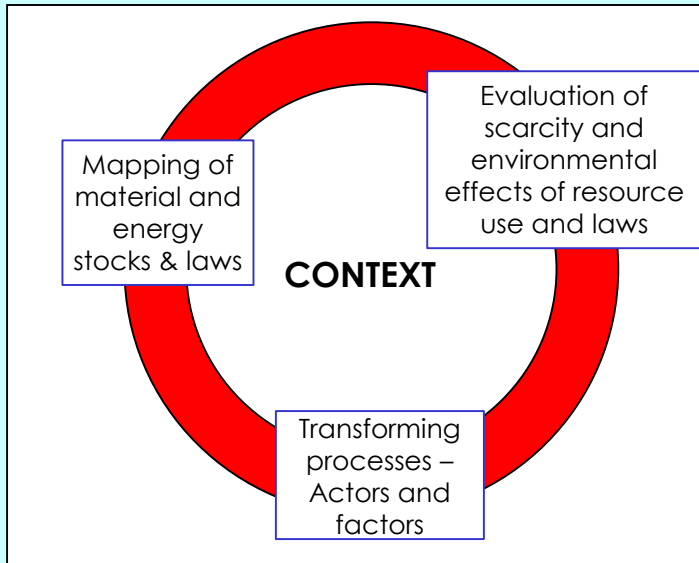 Evaluation of
scarcity and
environmental
effects of resource
use and laws
Mapping of
material and
energy
stocks & laws
CONTEXT
Transforming
processes –
Actors and
factors